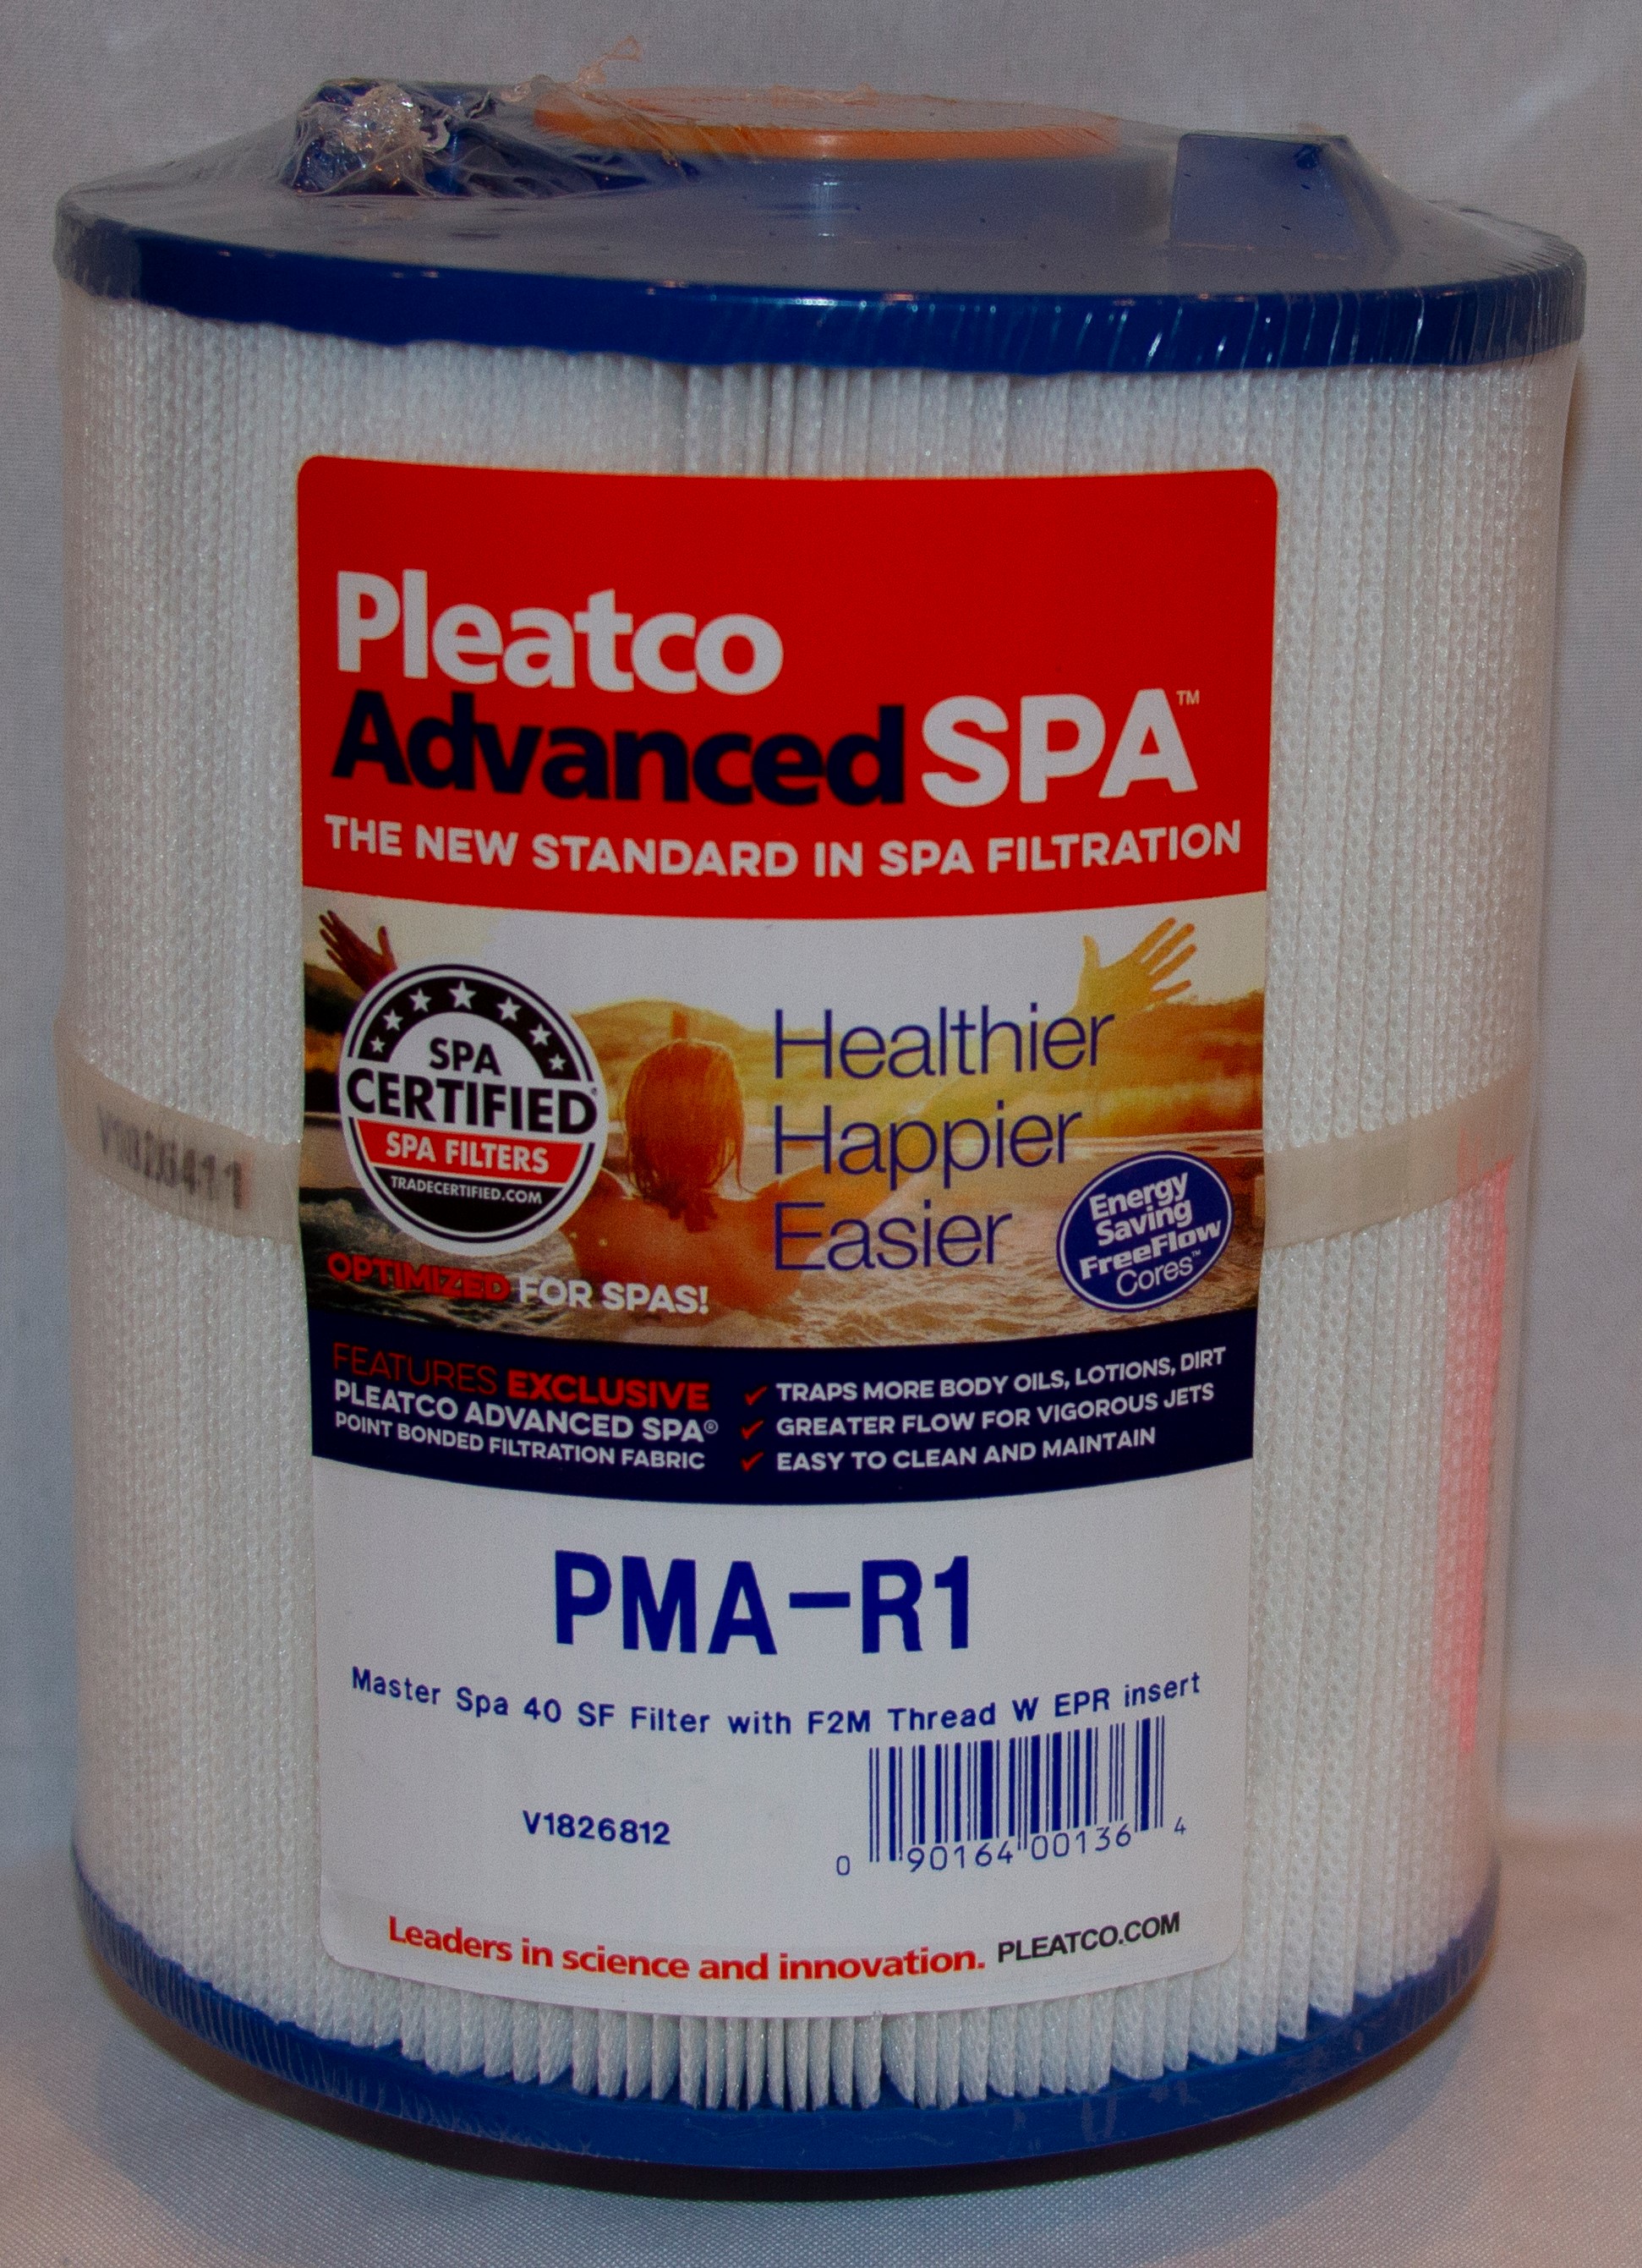 Pleatco
Advanced SPA™
THE NEW STANDARD IN SPA FILTRATION
SPA
CERTIFIED
SPA FILTERS
TRADECERTIFIED.COM
Healthier
Happier
Easier
Energy
Saving
FreeFlow
Cores™
OPTIMIZED FOR SPAS!
FEATURES EXCLUSIVE
PLEATCO ADVANCED SPA®
POINT BONDED FILTRATION FABRIC
✓ TRAPS MORE BODY OILS, LOTIONS, DIRT
✓ GREATER FLOW FOR VIGOROUS JETS
✓ EASY TO CLEAN AND MAINTAIN
PMA-R1
Master Spa 40 SF Filter with F2M Thread W EPR insert
V1826812
0 90164 00136 4
Leaders in science and innovation. PLEATCO.COM